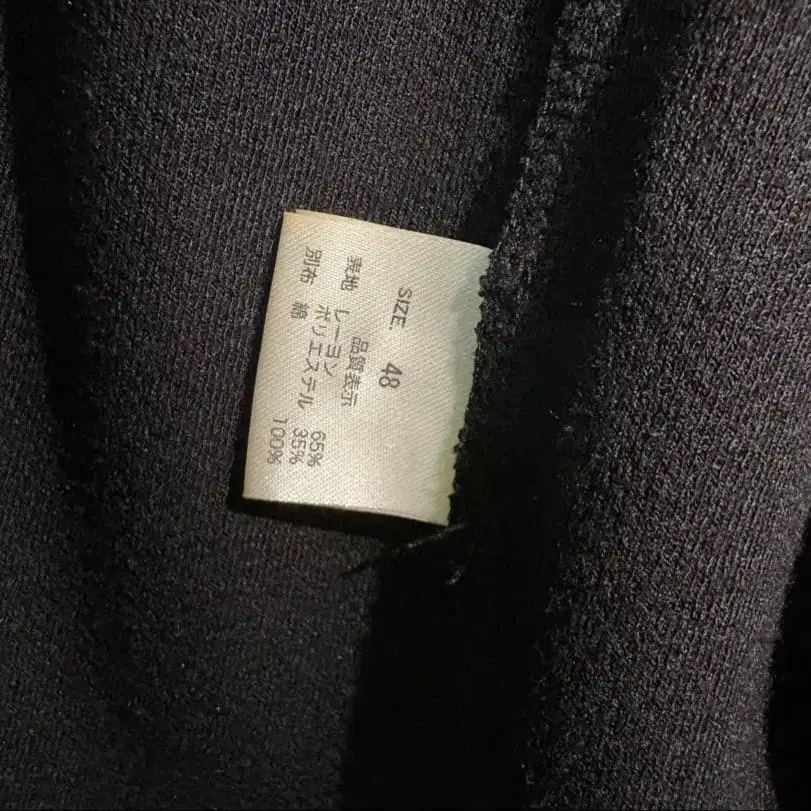 SIZE. 48
品質表示
表地 レーヨン 65%
ポリエステル 35%
別布 綿 100%